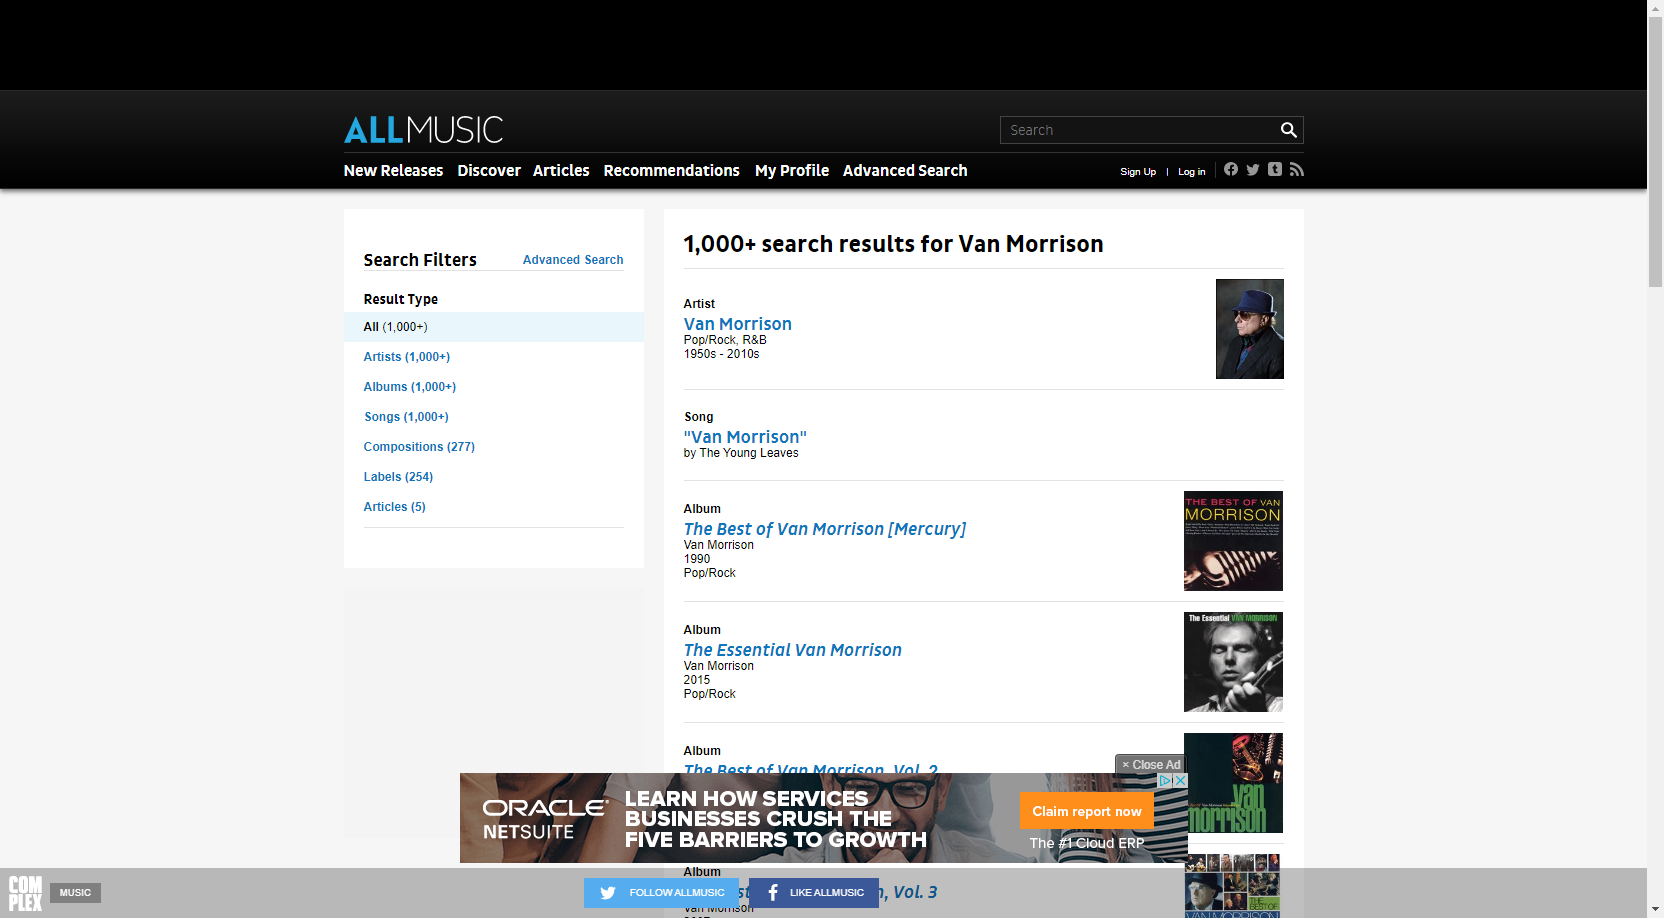 ALLMUSIC
Search
New Releases Discover Articles Recommendations My Profile Advanced Search
Sign Up | Log in
Search Filters Advanced Search
Result Type
All (1,000+)
Artists (1,000+)
Albums (1,000+)
Songs (1,000+)
Compositions (277)
Labels (254)
Articles (5)
1,000+ search results for Van Morrison
Artist
Van Morrison
Pop/Rock, R&B
1950s - 2010s
Song
"Van Morrison"
by The Young Leaves
Album
The Best of Van Morrison [Mercury]
Van Morrison
1990
Pop/Rock
THE BEST OF VAN
MORRISON
Album
The Essential Van Morrison
Van Morrison
2015
Pop/Rock
The Essential VAN MORRISON
Album
The Best of Van Morrison, Vol. 2
van
morrison
× Close Ad
ORACLE
NETSUITE
LEARN HOW SERVICES
BUSINESSES CRUSH THE
FIVE BARRIERS TO GROWTH
Claim report now
The #1 Cloud ERP
Album
, Vol. 3
Van Morrison
THE BEST OF
VAN MORRISON
COM
PLEX
MUSIC
FOLLOW ALLMUSIC
LIKE ALLMUSIC